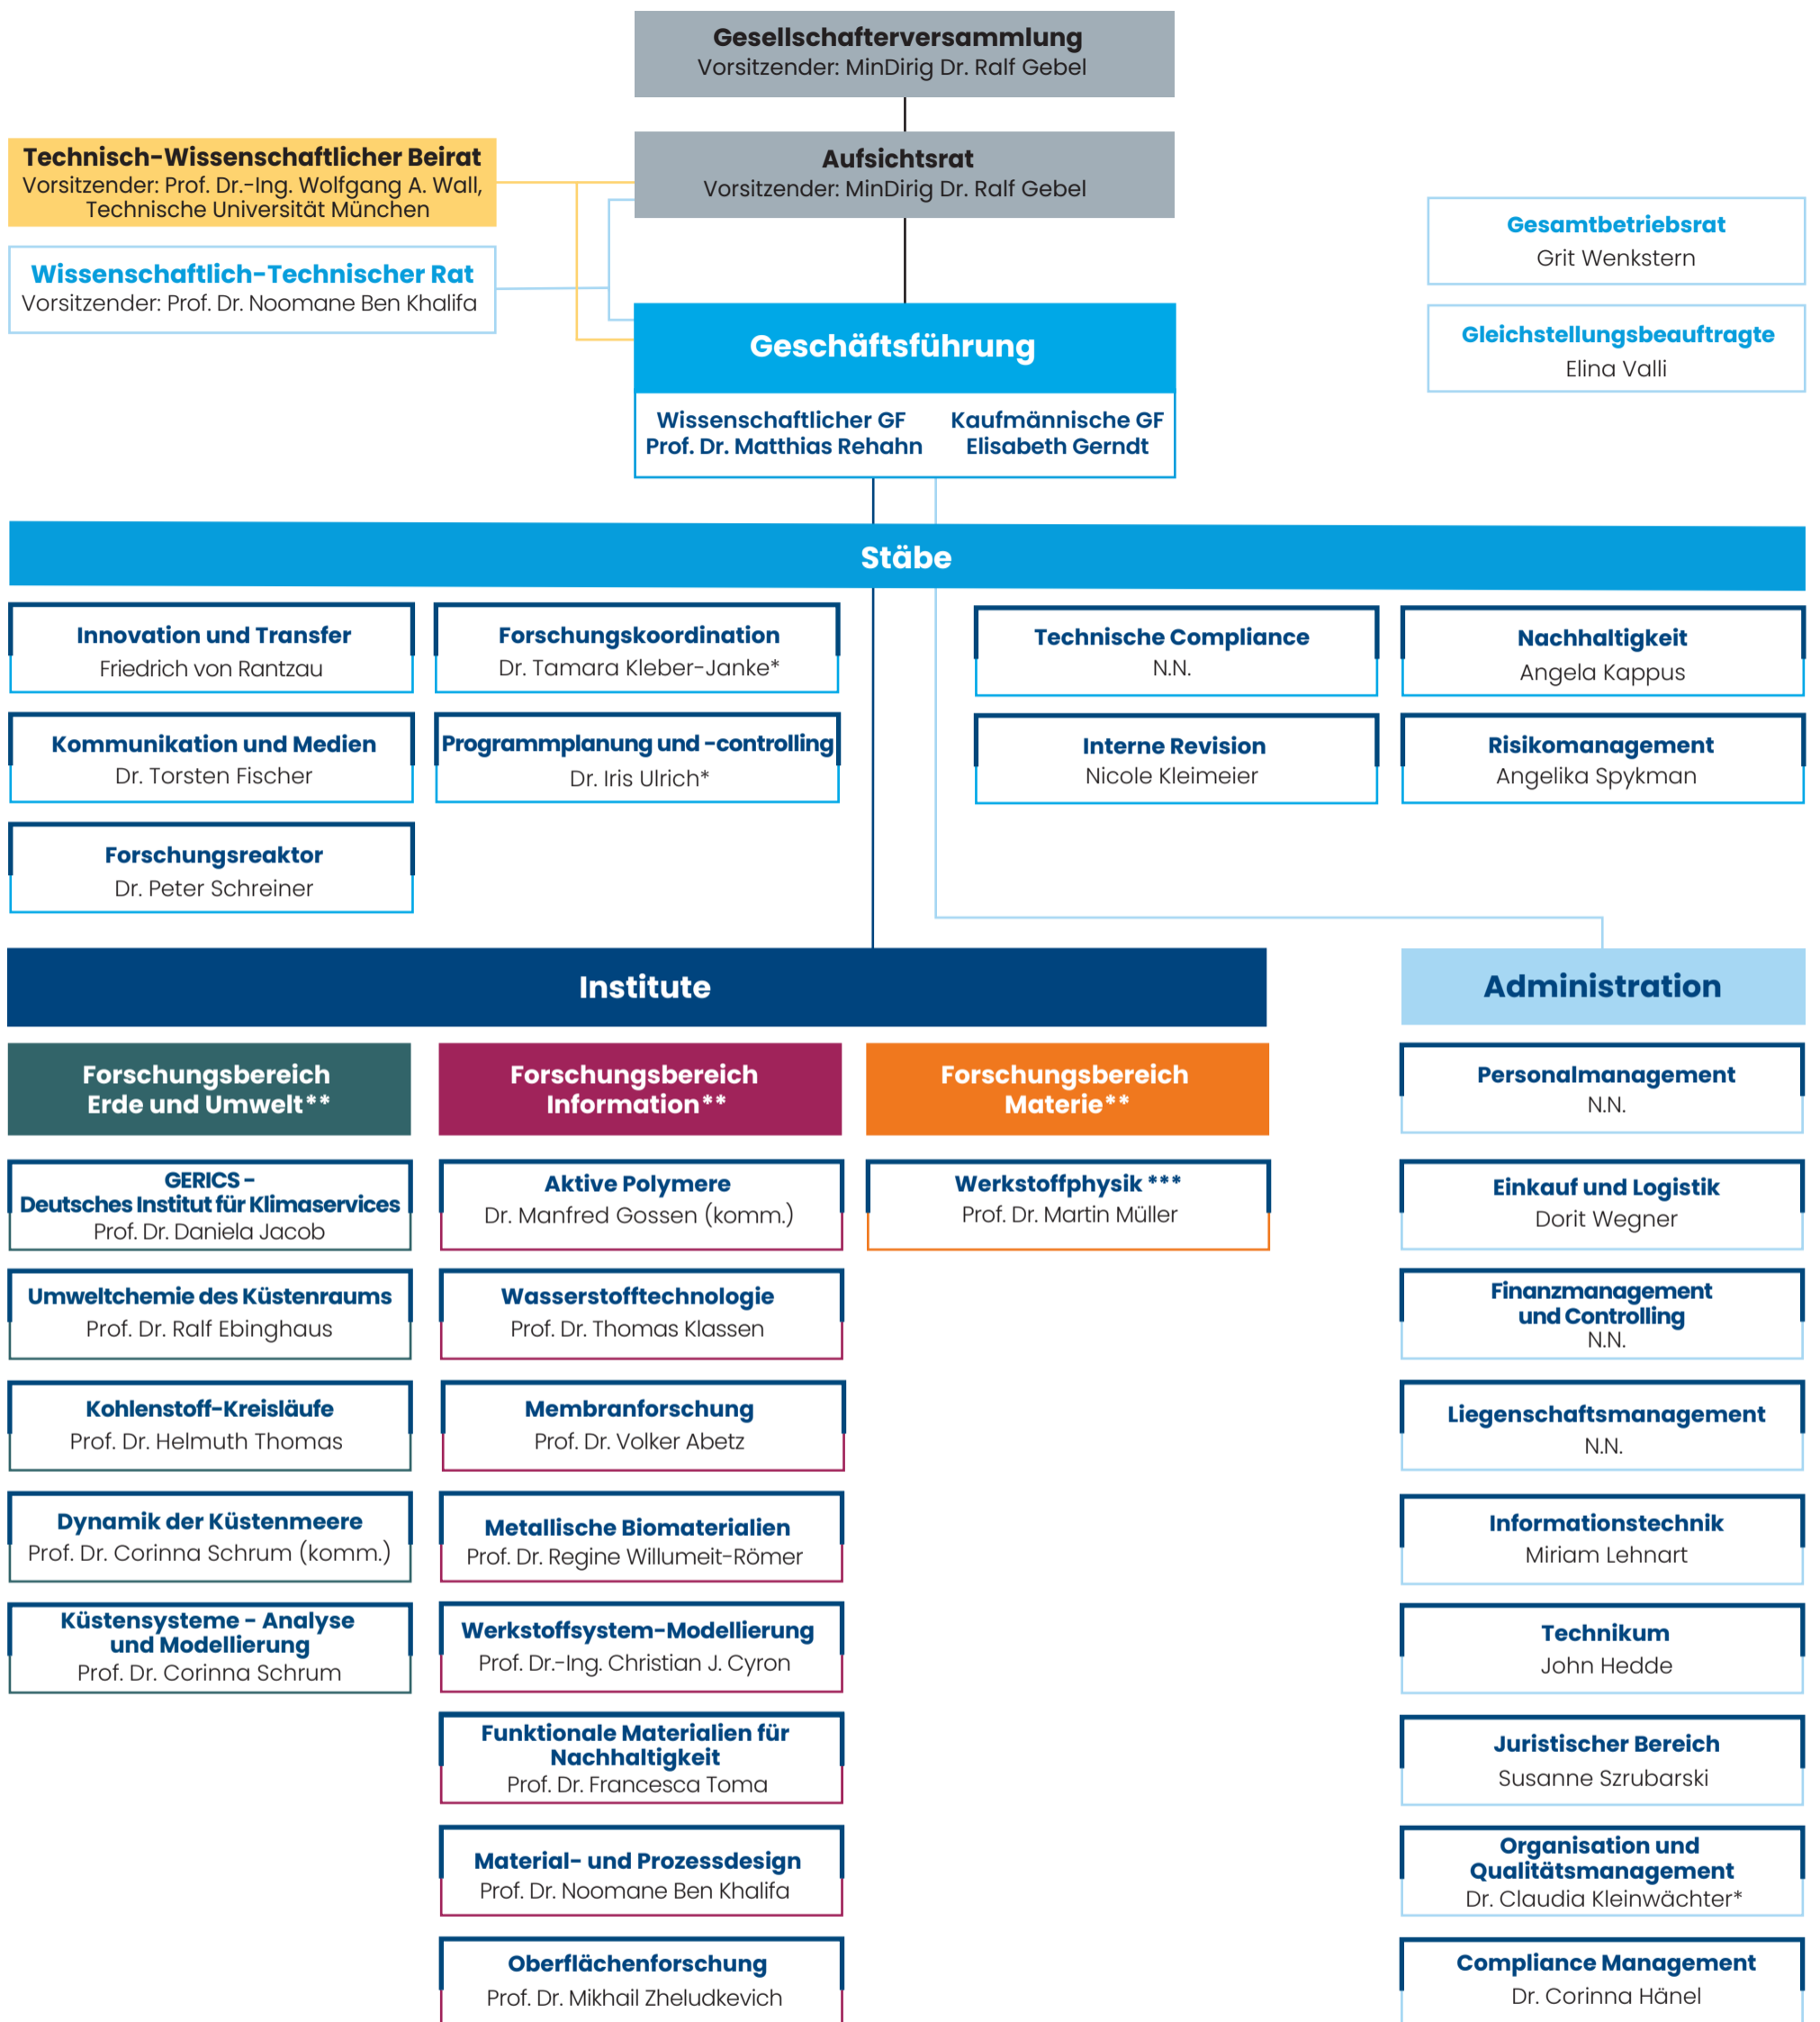 Gesellschafterversammlung
Vorsitzender: MinDirig Dr. Ralf Gebel
Technisch-Wissenschaftlicher Beirat
Vorsitzender: Prof. Dr.-Ing. Wolfgang A. Wall,
Technische Universität München
Aufsichtsrat
Vorsitzender: MinDirig Dr. Ralf Gebel
Wissenschaftlich-Technischer Rat
Vorsitzender: Prof. Dr. Noomane Ben Khalifa
Gesamtbetriebsrat
Grit Wenkstern
Gleichstellungsbeauftragte
Elina Valli
Geschäftsführung
Wissenschaftlicher GF
Prof. Dr. Matthias Rehahn
Kaufmännische GF
Elisabeth Gerndt
Stäbe
Innovation und Transfer
Friedrich von Rantzau
Forschungskoordination
Dr. Tamara Kleber-Janke*
Technische Compliance
N.N.
Nachhaltigkeit
Angela Kappus
Kommunikation und Medien
Dr. Torsten Fischer
Programmplanung und -controlling
Dr. Iris Ulrich*
Interne Revision
Nicole Kleimeier
Risikomanagement
Angelika Spykman
Forschungsreaktor
Dr. Peter Schreiner
Institute
Forschungsbereich
Erde und Umwelt**
GERICS -
Deutsches Institut für Klimaservices
Prof. Dr. Daniela Jacob
Umweltchemie des Küstenraums
Prof. Dr. Ralf Ebinghaus
Kohlenstoff-Kreisläufe
Prof. Dr. Helmuth Thomas
Dynamik der Küstenmeere
Prof. Dr. Corinna Schrum (komm.)
Küstensysteme - Analyse
und Modellierung
Prof. Dr. Corinna Schrum
Forschungsbereich
Information**
Aktive Polymere
Dr. Manfred Gossen (komm.)
Wasserstofftechnologie
Prof. Dr. Thomas Klassen
Membranforschung
Prof. Dr. Volker Abetz
Metallische Biomaterialien
Prof. Dr. Regine Willumeit-Römer
Werkstoffsystem-Modellierung
Prof. Dr.-Ing. Christian J. Cyron
Funktionale Materialien für
Nachhaltigkeit
Prof. Dr. Francesca Toma
Material- und Prozessdesign
Prof. Dr. Noomane Ben Khalifa
Oberflächenforschung
Prof. Dr. Mikhail Zheludkevich
Forschungsbereich
Materie**
Werkstoffphysik ***
Prof. Dr. Martin Müller
Administration
Personalmanagement
N.N.
Einkauf und Logistik
Dorit Wegner
Finanzmanagement
und Controlling
N.N.
Liegenschaftsmanagement
N.N.
Informationstechnik
Miriam Lehnart
Technikum
John Hedde
Juristischer Bereich
Susanne Szrubarski
Organisation und
Qualitätsmanagement
Dr. Claudia Kleinwächter*
Compliance Management
Dr. Corinna Hänel